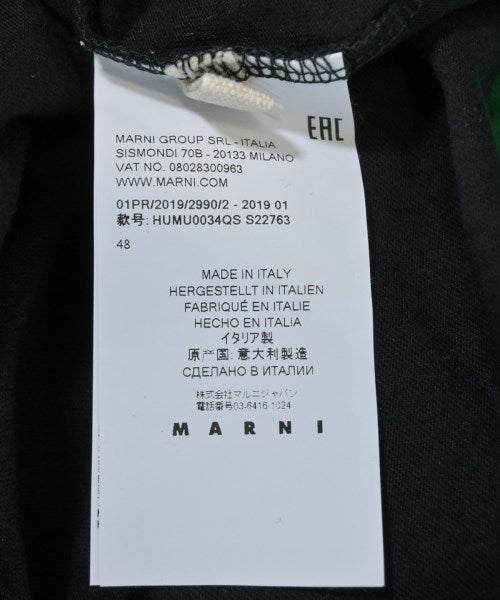 EAC
MARNI GROUP SRL - ITALIA
SISMONDI 70B - 20133 MILANO
VAT NO. 08028300963
WWW.MARNI.COM
01PR/2019/2990/2 - 2019 01
款号: HUMU0034QS S22763
48
MADE IN ITALY
HERGESTELLT IN ITALIEN
FABRIQUÉ EN ITALIE
HECHO EN ITALIA
イタリア製
原产国: 意大利製造
СДЕЛАНО В ИТАЛИИ
株式会社マルニジャパン
電話番号03-6416-1024
MARNI